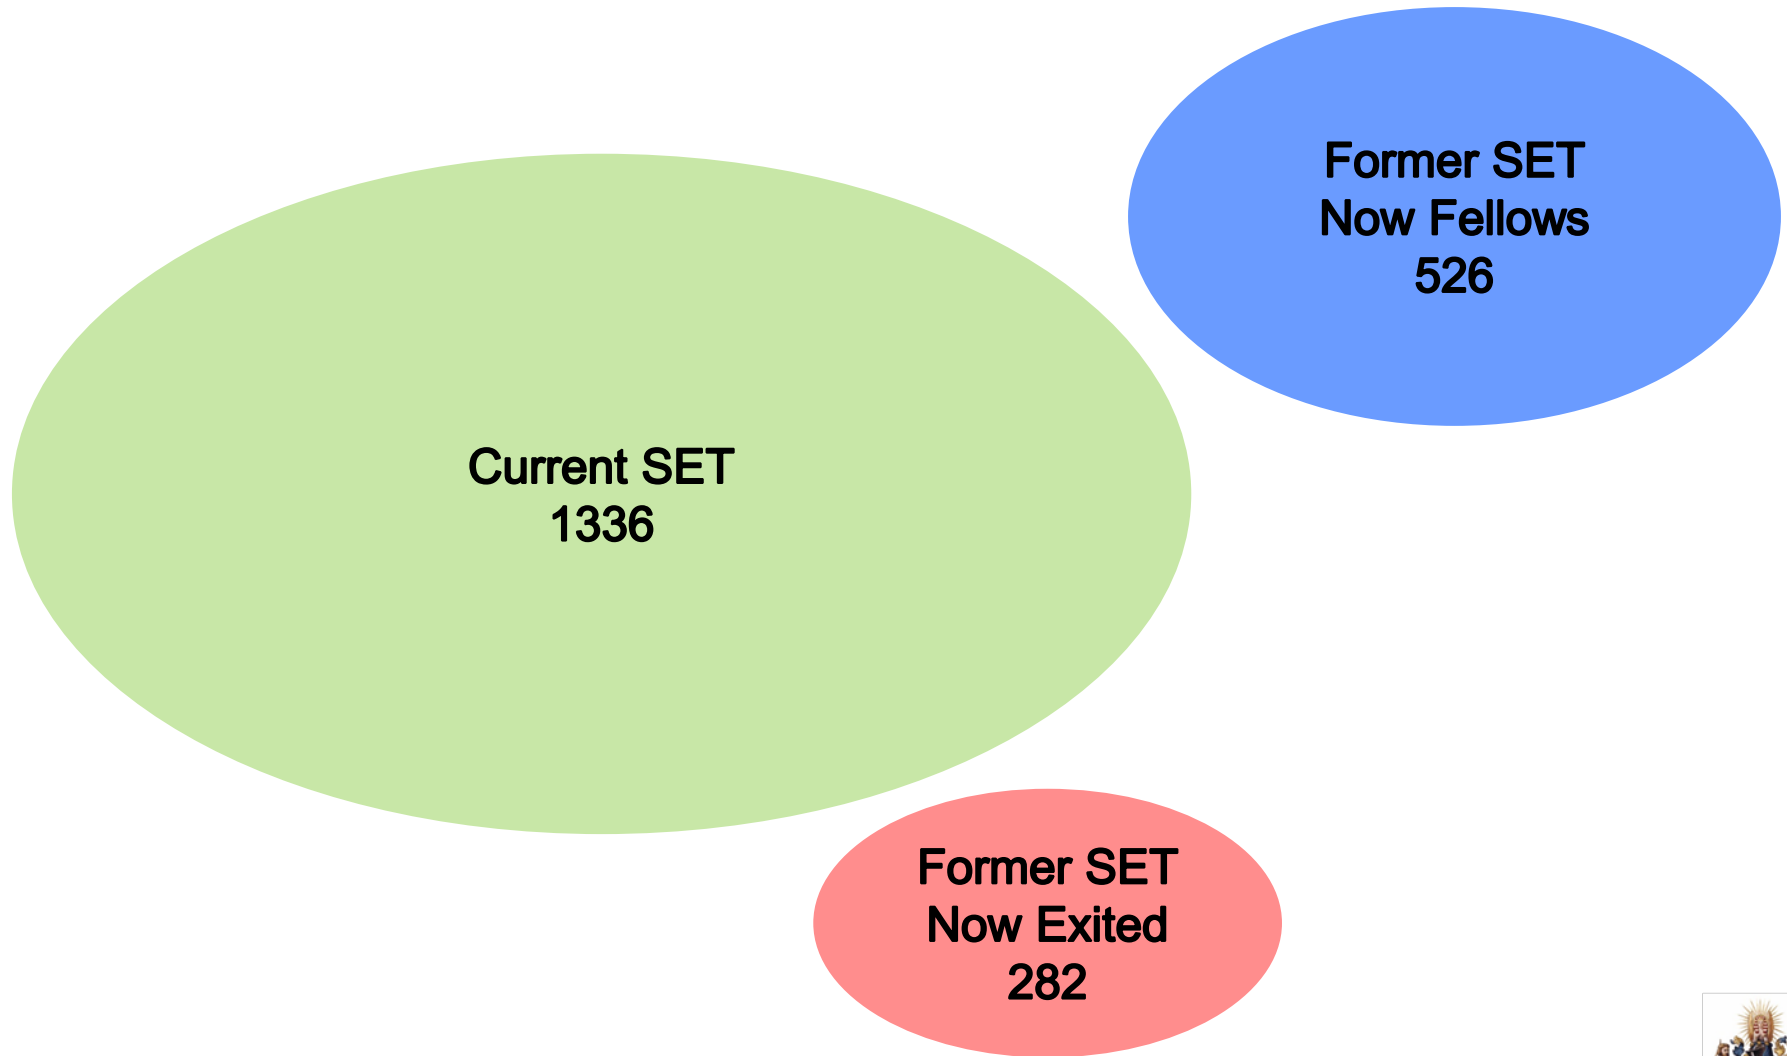 Former SET
Now Fellows
526
Current SET
1336
Former SET
Now Exited
282